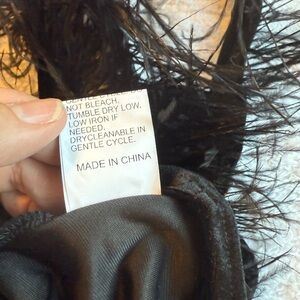 NOT BLEACH.
TUMBLE DRY LOW.
LOW IRON IF
NEEDED.
DRYCLEANABLE IN
GENTLE CYCLE.
MADE IN CHINA